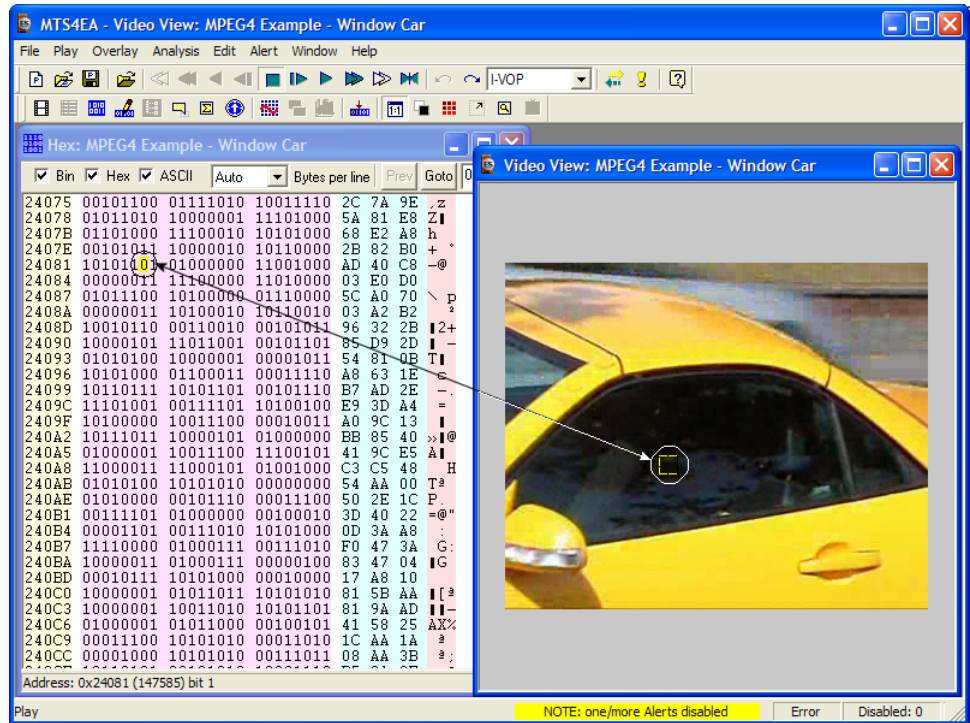 MTS4EA - Video View: MPEG4 Example - Window Car
File Play Overlay Analysis Edit Alert Window Help
I-VOP
Hex: MPEG4 Example - Window Car
Bin Hex ASCII Auto Bytes per line Prev Goto 0
Video View: MPEG4 Example - Window Car
24075 00101100 01111010 10011110 2C 7A 9E ,z
24078 01011010 10000001 11101000 5A 81 E8 Z
2407B 01101000 11100010 10101000 68 E2 A8 h
2407E 00101011 10000010 10110000 2B 82 B0 + °
24081 10101101 01000000 11001000 AD 40 C8 -@
24084 00000011 11100000 11010000 03 E0 D0
24087 01011100 10100000 01110000 5C A0 70 \ p
2408A 00000011 10100010 10110010 03 A2 B2 ²
2408D 10010110 00110010 00101011 96 32 2B 2+
24090 10000101 11011001 00101101 85 D9 2D -
24093 01010100 10000001 00001011 54 81 0B T
24096 10101000 01100011 00011110 A8 63 1E c
24099 10110111 10101101 00101110 B7 AD 2E -.
2409C 11101001 00111101 10100100 E9 3D A4 =
2409F 10100000 10011100 00010011 A0 9C 13
240A2 10111011 10000101 01000000 BB 85 40 »@
240A5 01000001 10011100 11100101 41 9C E5 A
240A8 11000011 11000101 01001000 C3 C5 48 H
240AB 01010100 10101010 00000000 54 AA 00 Tª
240AE 01010000 00101110 00011100 50 2E 1C P.
240B1 00111101 01000000 00100010 3D 40 22 =@"
240B4 00001101 00111010 10101000 0D 3A A8 :
240B7 11110000 01000111 00111010 F0 47 3A G:
240BA 10000011 01000111 00000100 83 47 04 G
240BD 00010111 10101000 00010000 17 A8 10
240C0 10000001 01011011 10101010 81 5B AA [ª
240C3 10000001 10011010 10101101 81 9A AD -
240C6 01000001 01011000 00100101 41 58 25 AX%
240C9 00011100 10101010 00011010 1C AA 1A ª
240CC 00001000 10101010 00111011 08 AA 3B ª;
Address: 0x24081 (147585) bit 1
Play NOTE: one/more Alerts disabled Error Disabled: 0